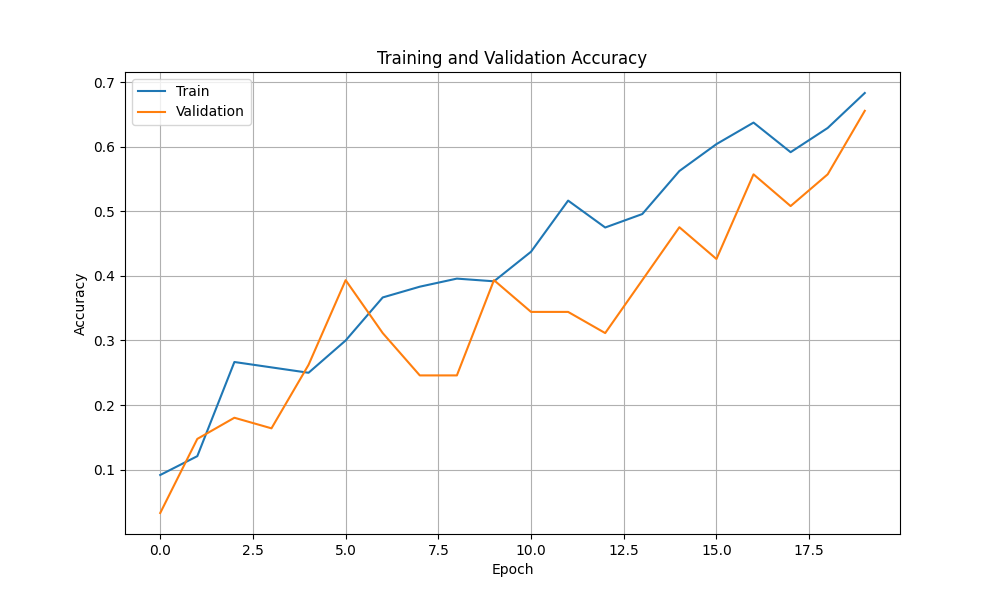 Training and Validation Accuracy
Train
Validation
0.7
0.6
0.5
0.4
0.3
0.2
0.1
Accuracy
0.0 2.5 5.0 7.5 10.0 12.5 15.0 17.5
Epoch